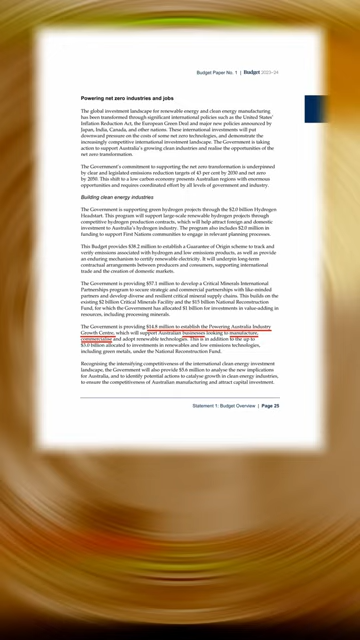 Budget Paper No. 1 | Budget 2023–24
Powering net zero industries and jobs
The global investment landscape for renewable energy and clean energy manufacturing
has been transformed through significant international policies such as the United States'
Inflation Reduction Act, the European Green Deal and major new policies announced by
Japan, India, Canada, and other nations. These international investments will put
downward pressure on the costs of some net zero technologies, and demonstrate the
increasingly competitive international investment landscape. The Government is taking
action to support Australia's growing clean industries and realise the opportunities of the
net zero transformation.
The Government's commitment to supporting the net zero transformation is underpinned
by clear and legislated emissions reduction targets of 43 per cent by 2030 and net zero
by 2050. This shift to a low carbon economy presents Australian regions with enormous
opportunities and requires coordinated effort by all levels of government and industry.
Building clean energy industries
The Government is supporting green hydrogen projects through the $2.0 billion Hydrogen
Headstart. This program will support large-scale renewable hydrogen projects through
competitive hydrogen production contracts, which will help attract foreign and domestic
investment to Australia's hydrogen industry. The program also includes $2.0 million in
funding to support First Nations communities to engage in relevant planning processes.
This Budget provides $38.2 million to establish a Guarantee of Origin scheme to track and
verify emissions associated with hydrogen and low emissions products, as well as provide
an enduring mechanism to certify renewable electricity. It will underpin long-term
contractual arrangements between producers and consumers, supporting international
trade and the creation of domestic markets.
The Government is providing $57.1 million to develop a Critical Minerals International
Partnerships program to secure strategic and commercial partnerships with like-minded
partners and develop diverse and resilient critical mineral supply chains. This builds on the
existing $2 billion Critical Minerals Facility and the $15 billion National Reconstruction
Fund, for which the Government has allocated $1 billion for investments in value-adding in
resources, including processing minerals.
The Government is providing $14.8 million to establish the Powering Australia Industry
Growth Centre, which will support Australian businesses looking to manufacture,
commercialise and adopt renewable technologies. This is in addition to the up to
$3.0 billion allocated to investments in renewables and low emissions technologies,
including green metals, under the National Reconstruction Fund.
Recognising the intensifying competitiveness of the international clean energy investment
landscape, the Government will also provide $5.6 million to analyse the new implications
for Australia, and to identify potential actions to catalyse growth in clean energy industries,
to ensure the competitiveness of Australian manufacturing and attract capital investment.
Statement 1: Budget Overview | Page 25